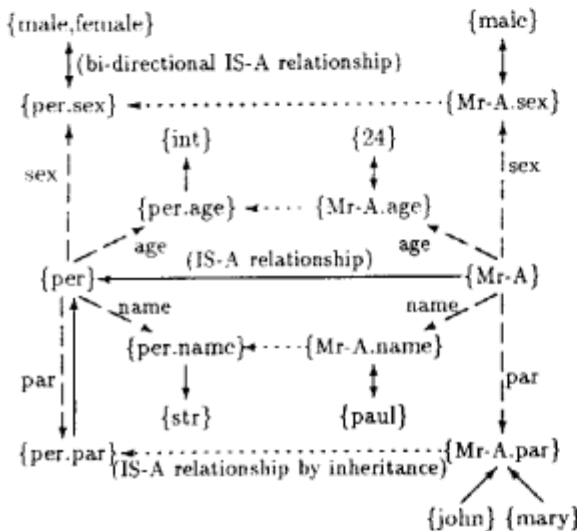 {male,female} {male}
(bi-directional IS-A relationship)
{per.sex} {Mr-A.sex}
{int} {24}
sex sex
{per.age} {Mr-A.age}
age age
(IS-A relationship)
{per} {Mr-A}
name name
{per.name} {Mr-A.name}
par par
{str} {paul}
{per.par} {Mr-A.par}
(IS-A relationship by inheritance)
{john} {mary}